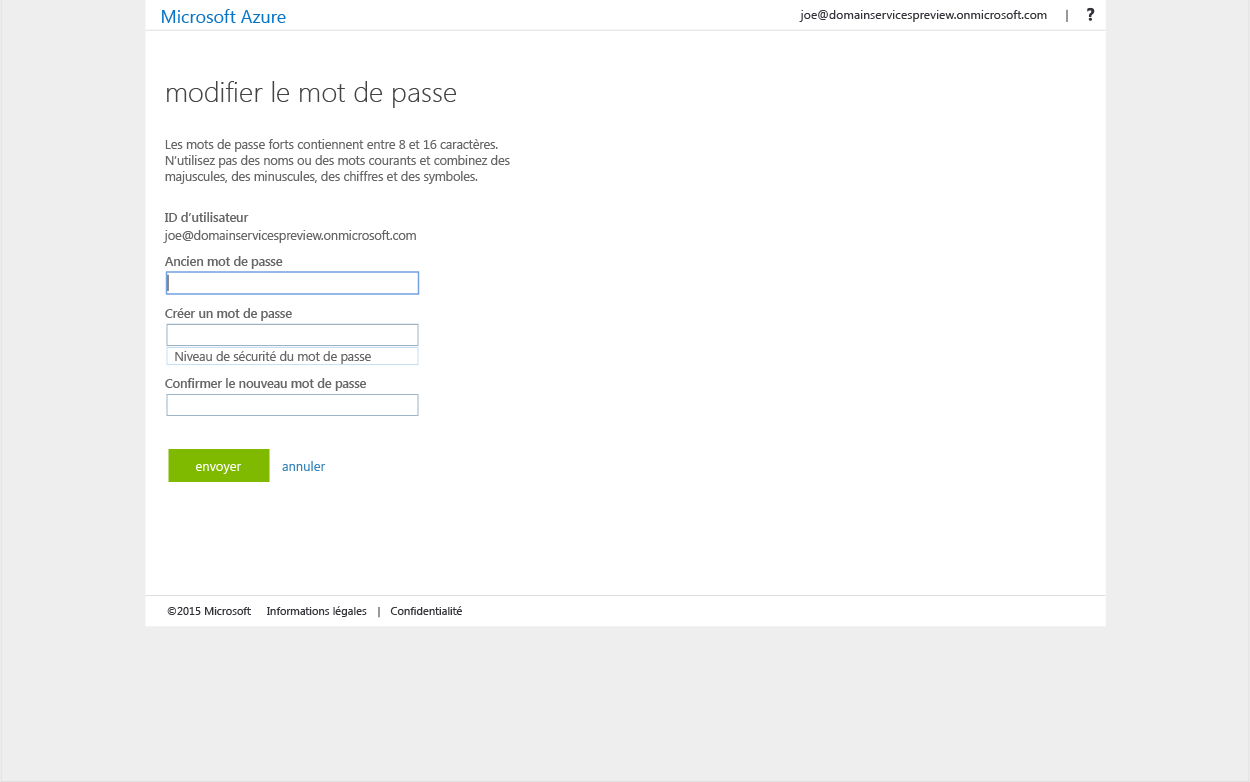 Microsoft Azure
joe@domainservicespreview.onmicrosoft.com | ?
modifier le mot de passe
Les mots de passe forts contiennent entre 8 et 16 caractères.
N'utilisez pas des noms ou des mots courants et combinez des
majuscules, des minuscules, des chiffres et des symboles.
ID d'utilisateur
joe@domainservicespreview.onmicrosoft.com
Ancien mot de passe
Créer un mot de passe
Niveau de sécurité du mot de passe
Confirmer le nouveau mot de passe
envoyer annuler
©2015 Microsoft Informations légales | Confidentialité